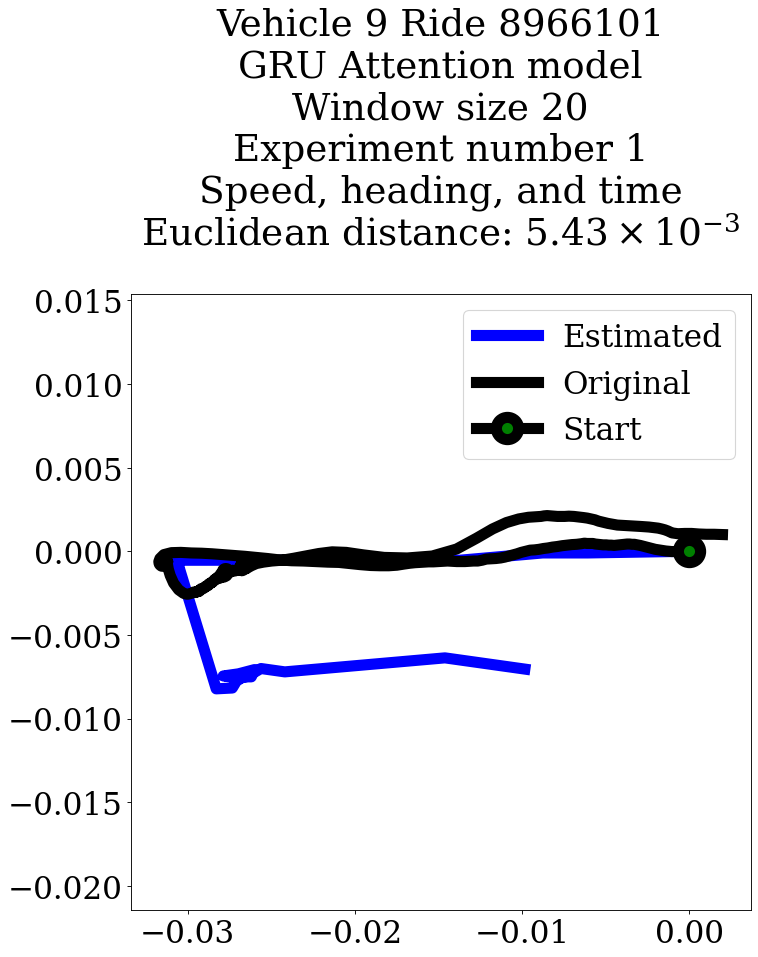 Vehicle 9 Ride 8966101
GRU Attention model
Window size 20
Experiment number 1
Speed, heading, and time
Euclidean distance: 5.43 × 10⁻³
0.015
Estimated
0.010
Original
0.005
Start
0.000
−0.005
−0.010
−0.015
−0.020
−0.03 −0.02 −0.01 0.00